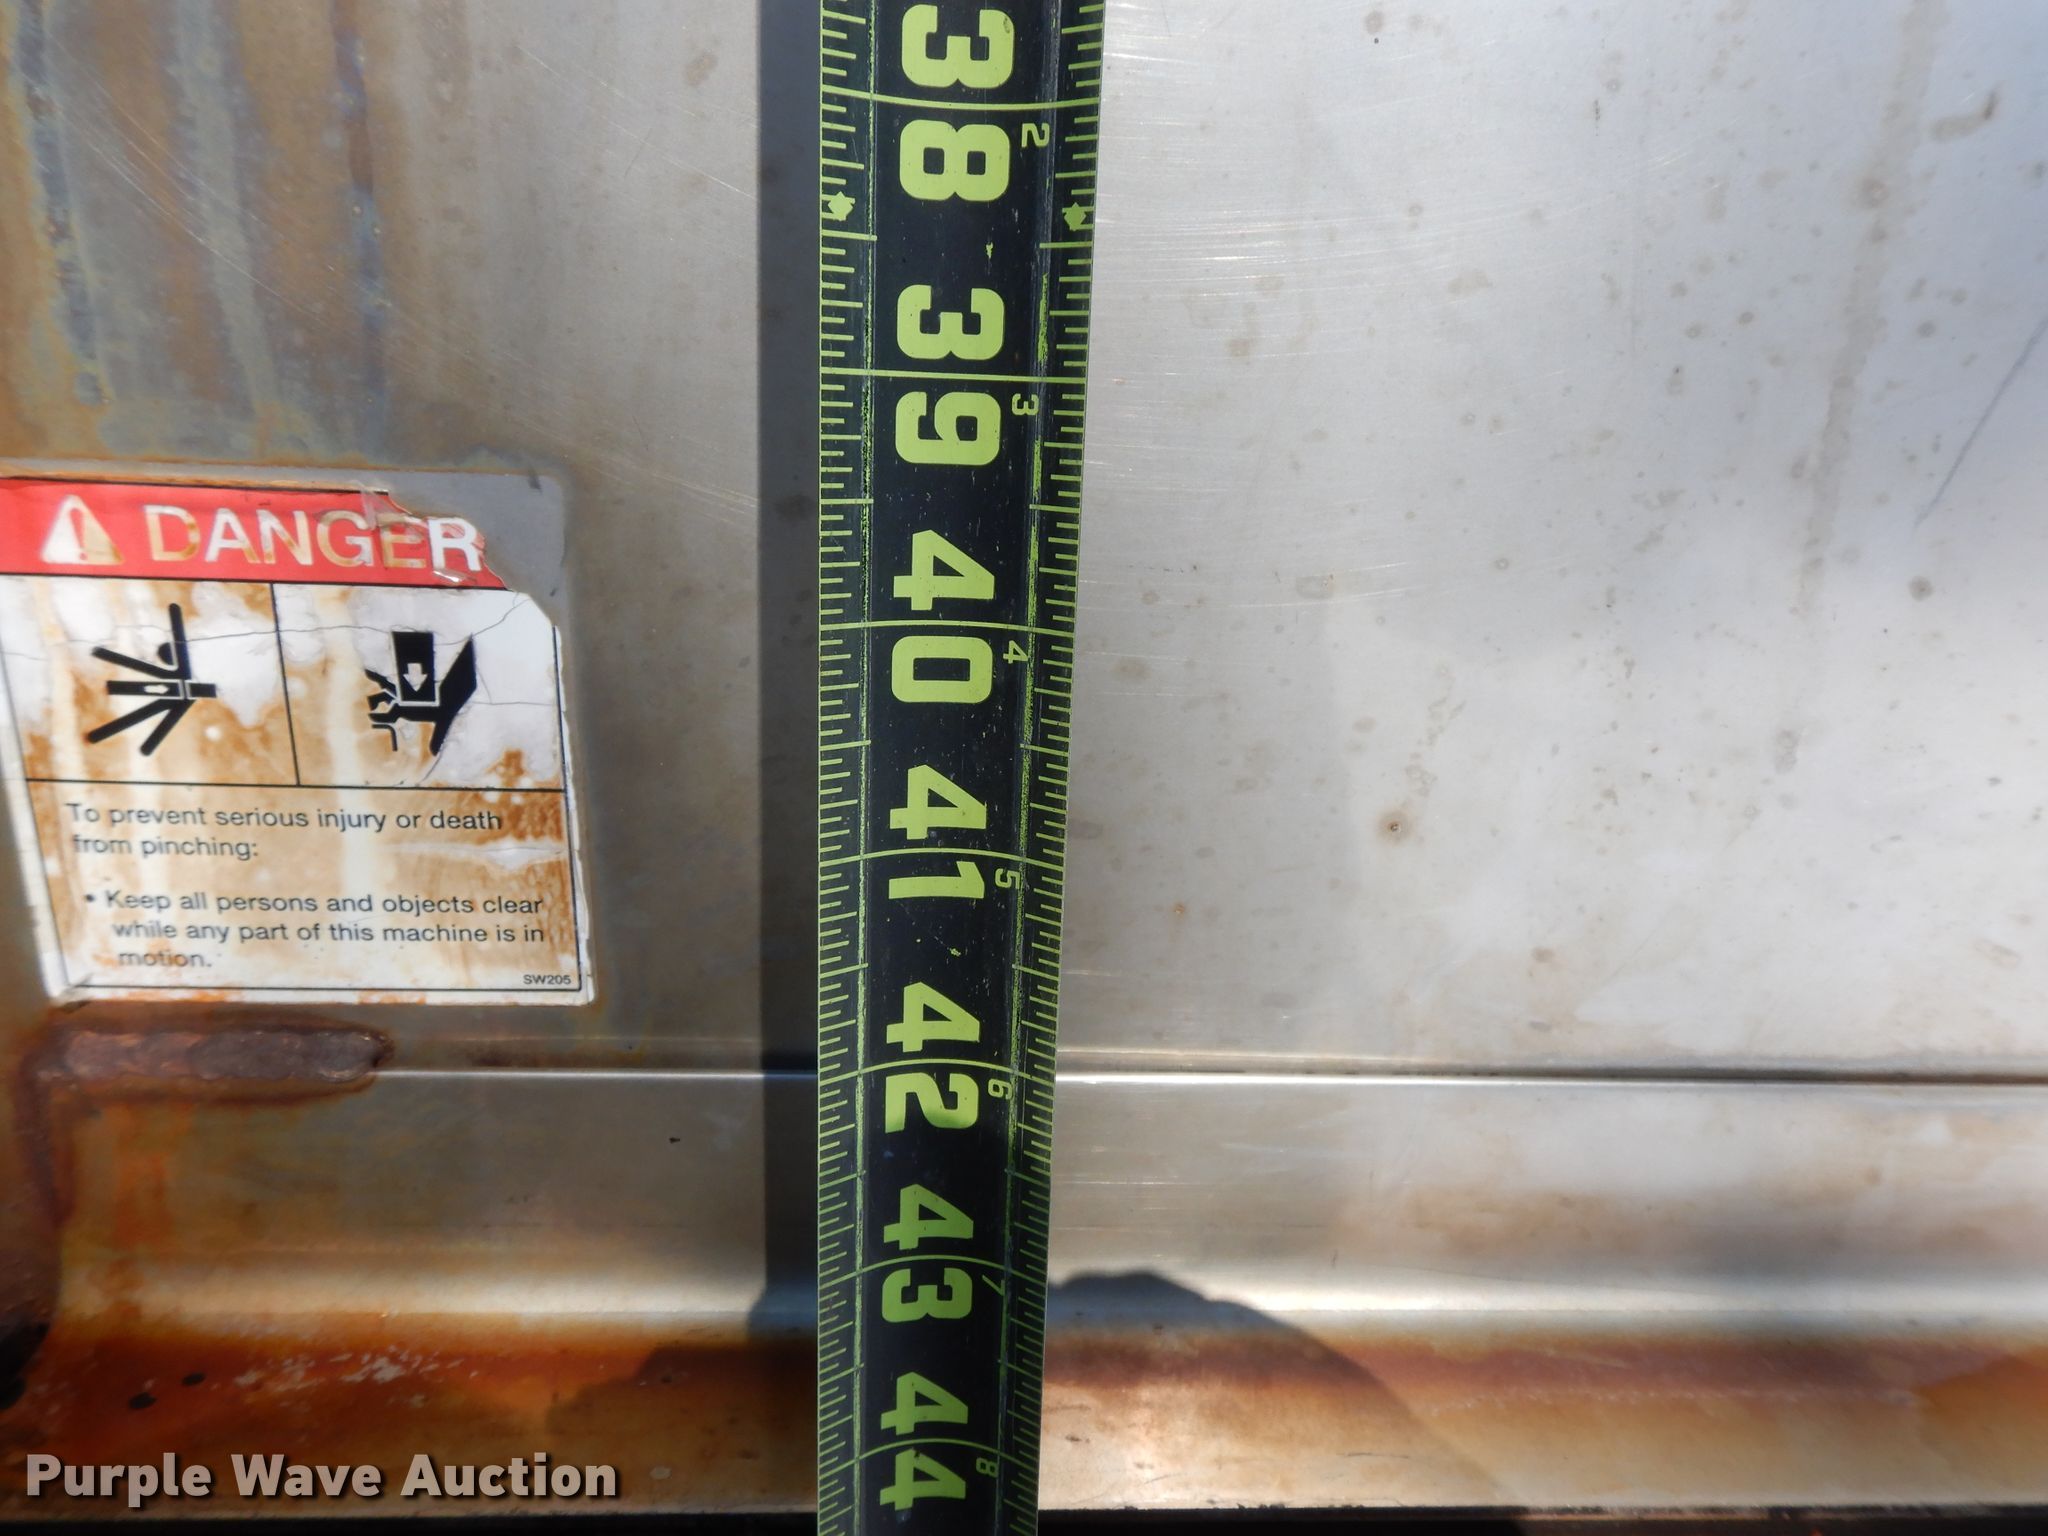 38
2
39
3
40
4
41
5
42
6
43
7
44
8
DANGER
To prevent serious injury or death
from pinching:
• Keep all persons and objects clear
while any part of this machine is in
motion.
SW205
Purple Wave Auction